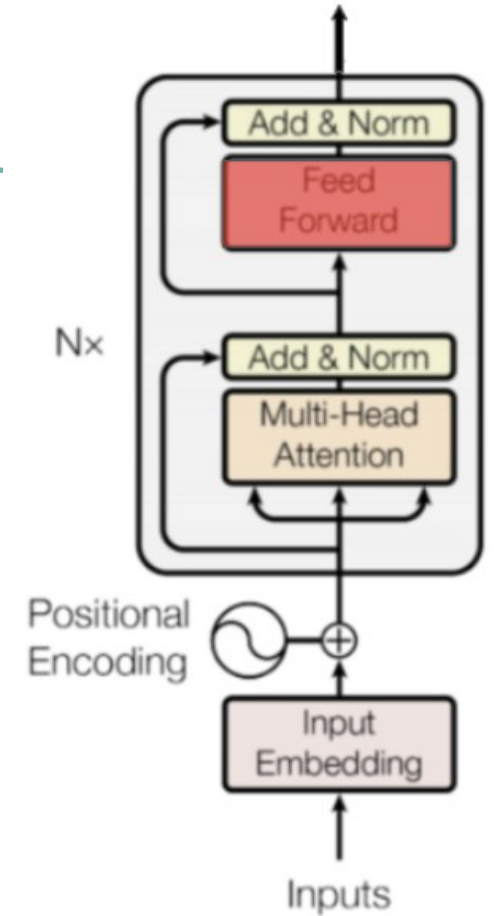 Add & Norm
Feed
Forward
Nx
Add & Norm
Multi-Head
Attention
Positional
Encoding
Input
Embedding
Inputs